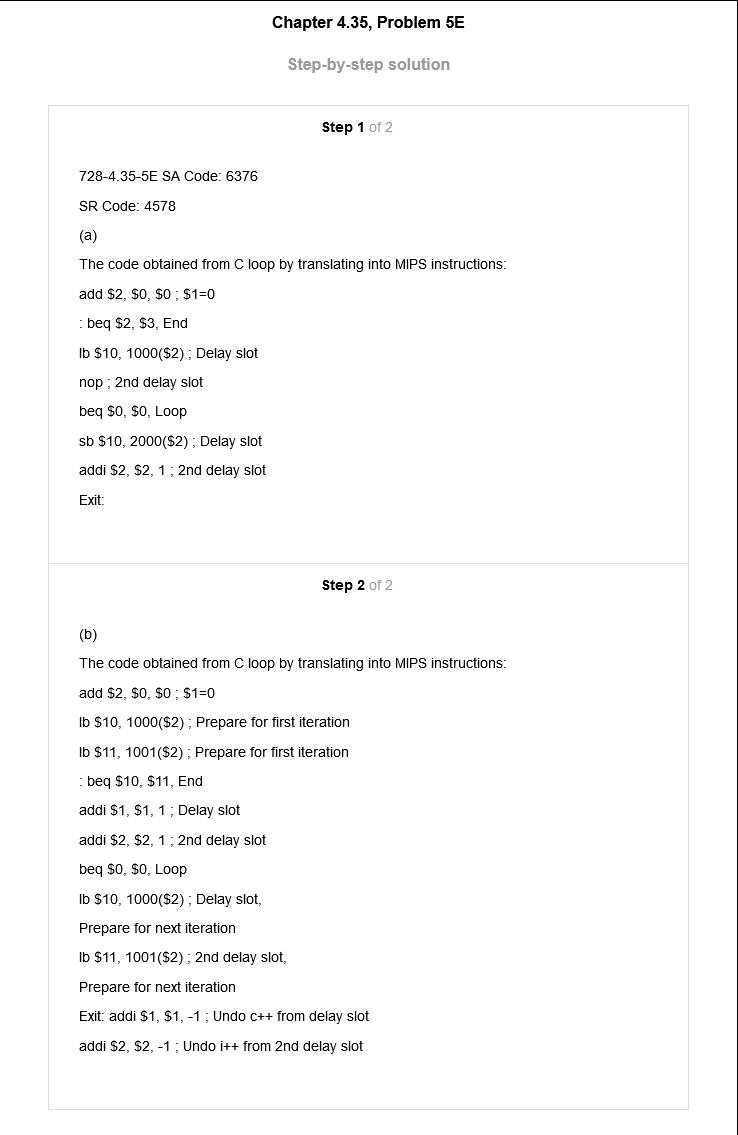 Chapter 4.35, Problem 5E
Step-by-step solution
Step 1 of 2
728-4.35-5E SA Code: 6376
SR Code: 4578
(a)
The code obtained from C loop by translating into MIPS instructions:
add $2, $0, $0 ; $1=0
: beq $2, $3, End
lb $10, 1000($2) ; Delay slot
nop ; 2nd delay slot
beq $0, $0, Loop
sb $10, 2000($2) ; Delay slot
addi $2, $2, 1 ; 2nd delay slot
Exit:
Step 2 of 2
(b)
The code obtained from C loop by translating into MIPS instructions:
add $2, $0, $0 ; $1=0
lb $10, 1000($2) ; Prepare for first iteration
lb $11, 1001($2) ; Prepare for first iteration
: beq $10, $11, End
addi $1, $1, 1 ; Delay slot
addi $2, $2, 1 ; 2nd delay slot
beq $0, $0, Loop
lb $10, 1000($2) ; Delay slot,
Prepare for next iteration
lb $11, 1001($2) ; 2nd delay slot,
Prepare for next iteration
Exit: addi $1, $1, -1 ; Undo c++ from delay slot
addi $2, $2, -1 ; Undo i++ from 2nd delay slot